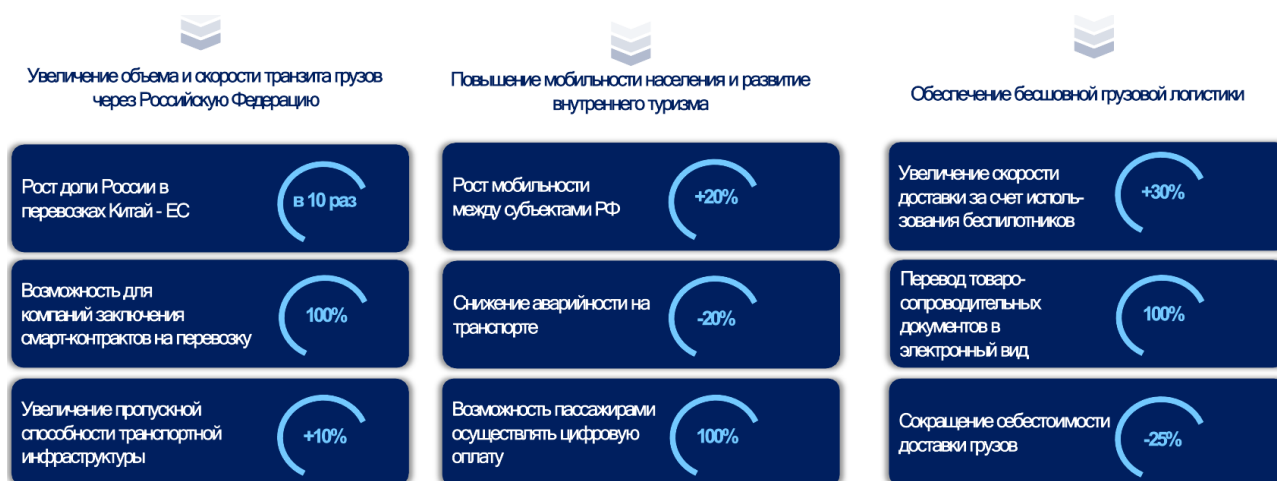 Увеличение объема и скорости транзита грузов
через Российскую Федерацию
Рост доли России в
перевозках Китай - ЕС
в 10 раз
Возможность для
компаний заключения
смарт-контрактов на перевозку
100%
Увеличение пропускной
способности транспортной
инфраструктуры
+10%
Повышение мобильности населения и развитие
внутреннего туризма
Рост мобильности
между субъектами РФ
+20%
Снижение аварийности на
транспорте
-20%
Возможность пассажирами
осуществлять цифровую
оплату
100%
Обеспечение бесшовной грузовой логистики
Увеличение скорости
доставки за счет исполь-
зования беспилотников
+30%
Перевод товаро-
сопроводительных
документов в
электронный вид
100%
Сокращение себестоимости
доставки грузов
-25%